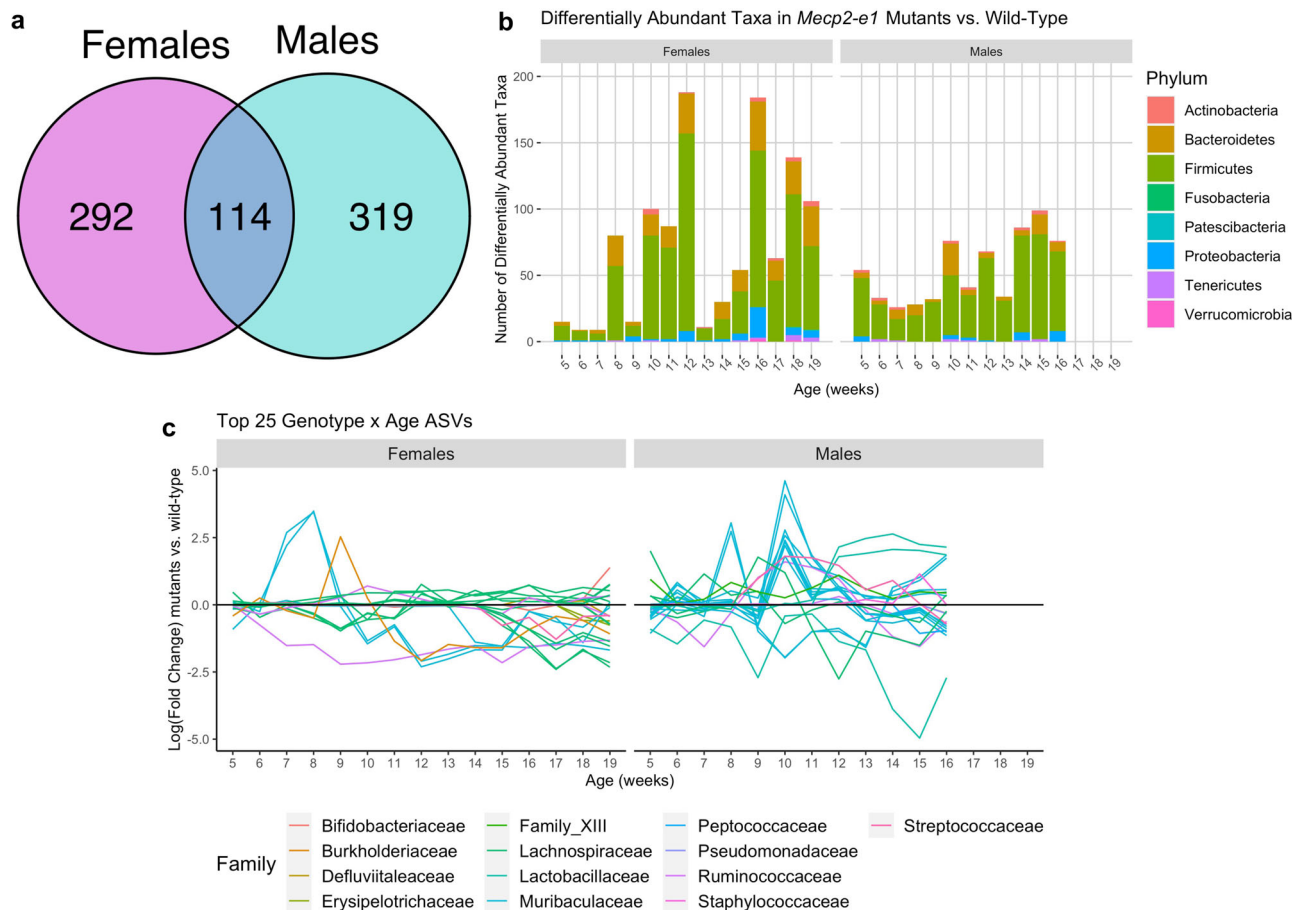 a
Females
Males
292
114
319
b
Differentially Abundant Taxa in Mecp2-e1 Mutants vs. Wild-Type
Females
Males
Number of Differentially Abundant Taxa
200
150
100
50
0
5 6 7 8 9 10 11 12 13 14 15 16 17 18 19
5 6 7 8 9 10 11 12 13 14 15 16 17 18 19
Age (weeks)
Phylum
Actinobacteria
Bacteroidetes
Firmicutes
Fusobacteria
Patescibacteria
Proteobacteria
Tenericutes
Verrucomicrobia
c
Top 25 Genotype x Age ASVs
Females
Males
Log(Fold Change) mutants vs. wild-type
5.0
2.5
0.0
-2.5
-5.0
5 6 7 8 9 10 11 12 13 14 15 16 17 18 19
5 6 7 8 9 10 11 12 13 14 15 16 17 18 19
Age (weeks)
Family
Bifidobacteriaceae
Burkholderiaceae
Defluviitaleaceae
Erysipelotrichaceae
Family_XIII
Lachnospiraceae
Lactobacillaceae
Muribaculaceae
Peptococcaceae
Pseudomonadaceae
Ruminococcaceae
Staphylococcaceae
Streptococcaceae